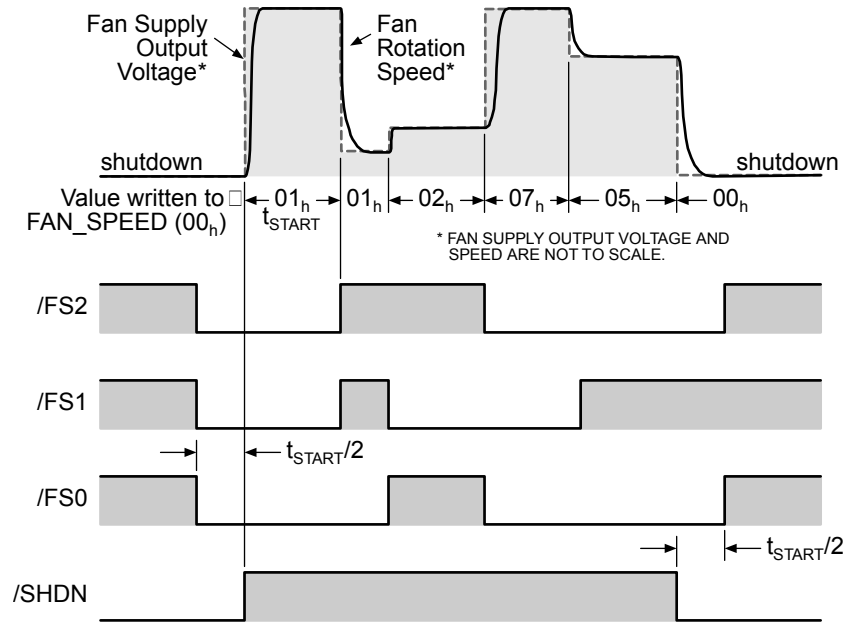 Fan Supply
Output
Voltage*
Fan
Rotation
Speed*
shutdown
shutdown
Value written to □
FAN_SPEED (00h)
01h
tSTART
01h
02h
07h
05h
00h
* FAN SUPPLY OUTPUT VOLTAGE AND
SPEED ARE NOT TO SCALE.
/FS2
/FS1
tSTART/2
/FS0
tSTART/2
/SHDN